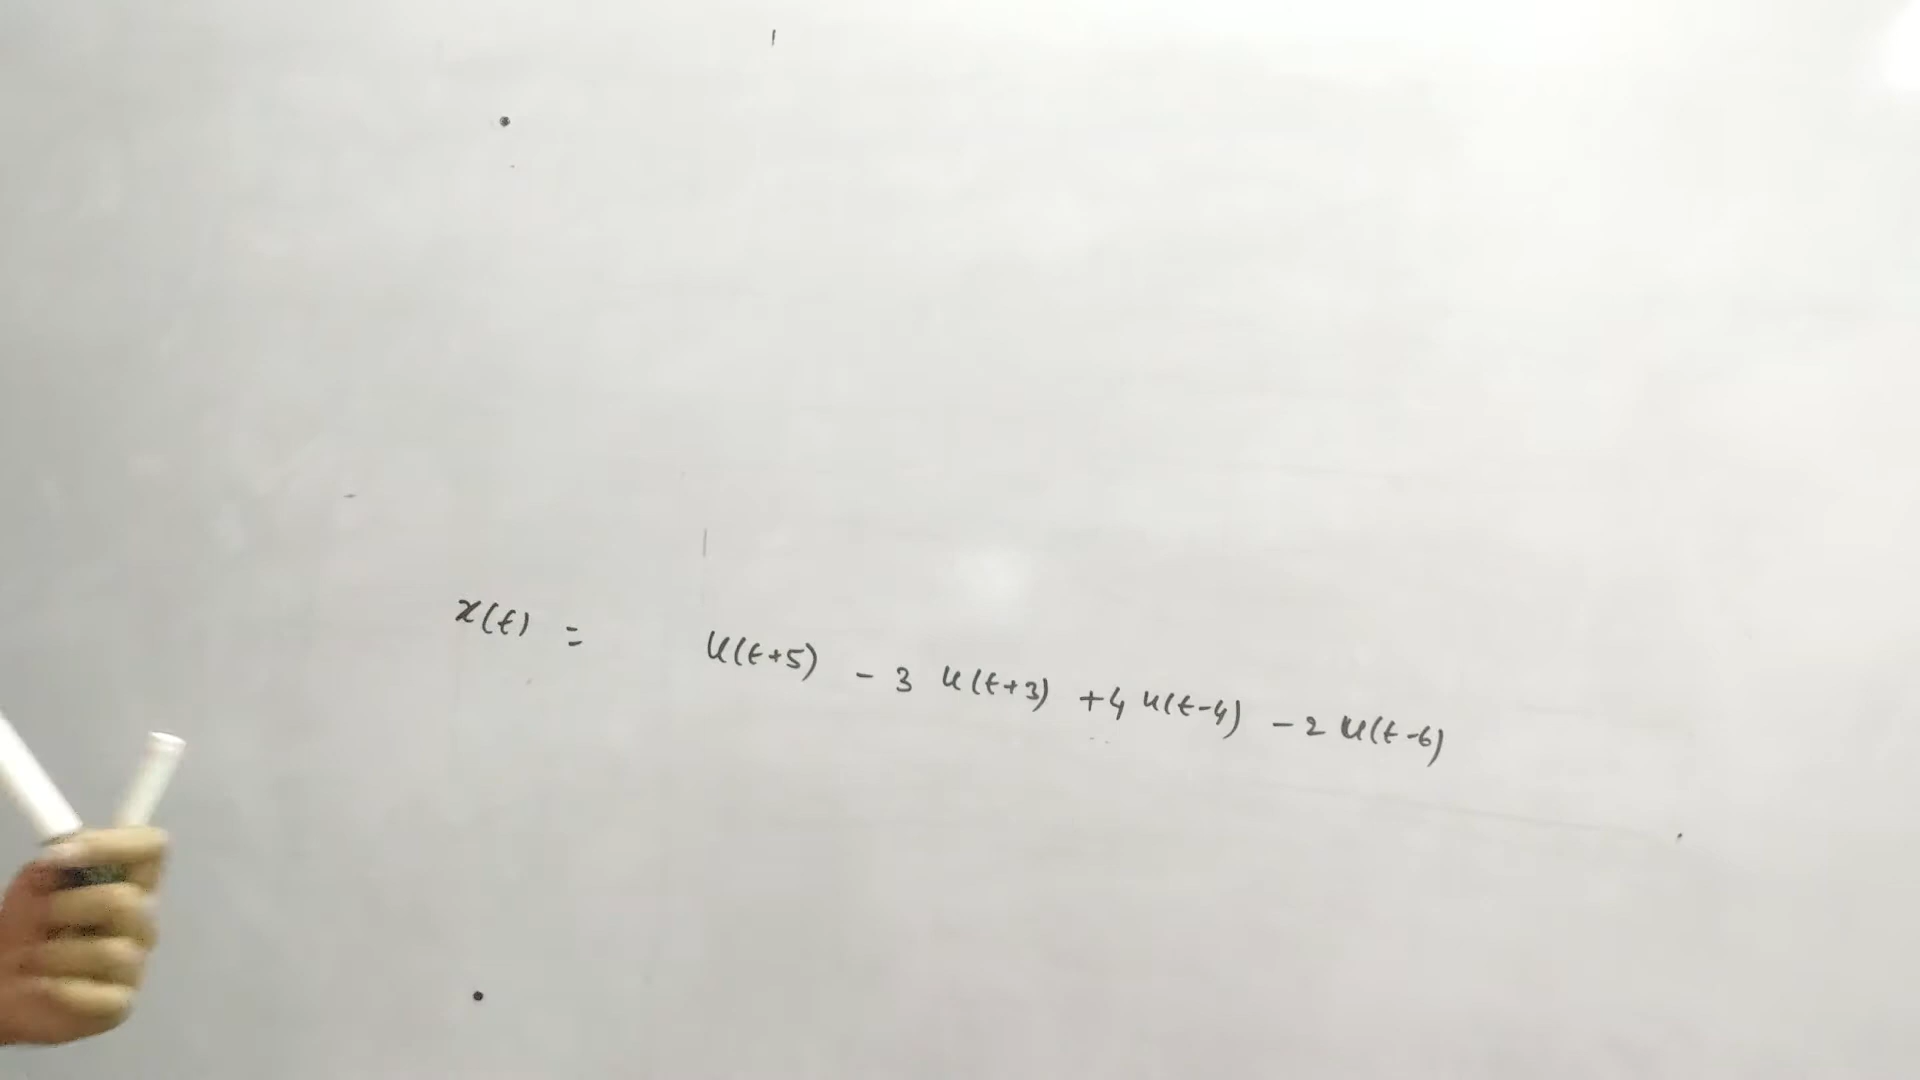 x(t) = u(t+5) - 3 u(t+3) +4 u(t-4) - 2 u(t-6)